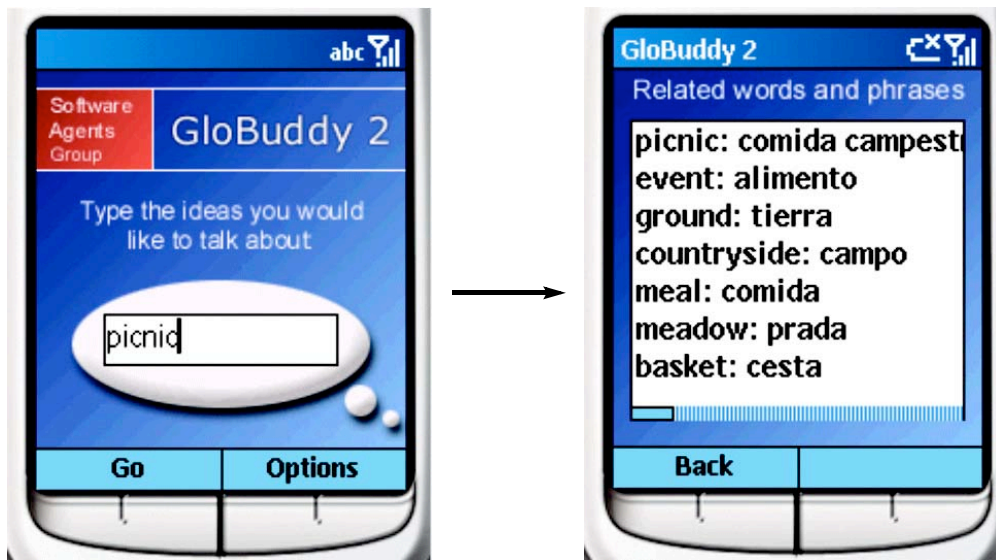 abc
Software
Agents
Group
GloBuddy 2
Type the ideas you would
like to talk about
picnic
Go
Options
GloBuddy 2
Related words and phrases
picnic: comida campestr
event: alimento
ground: tierra
countryside: campo
meal: comida
meadow: prada
basket: cesta
Back